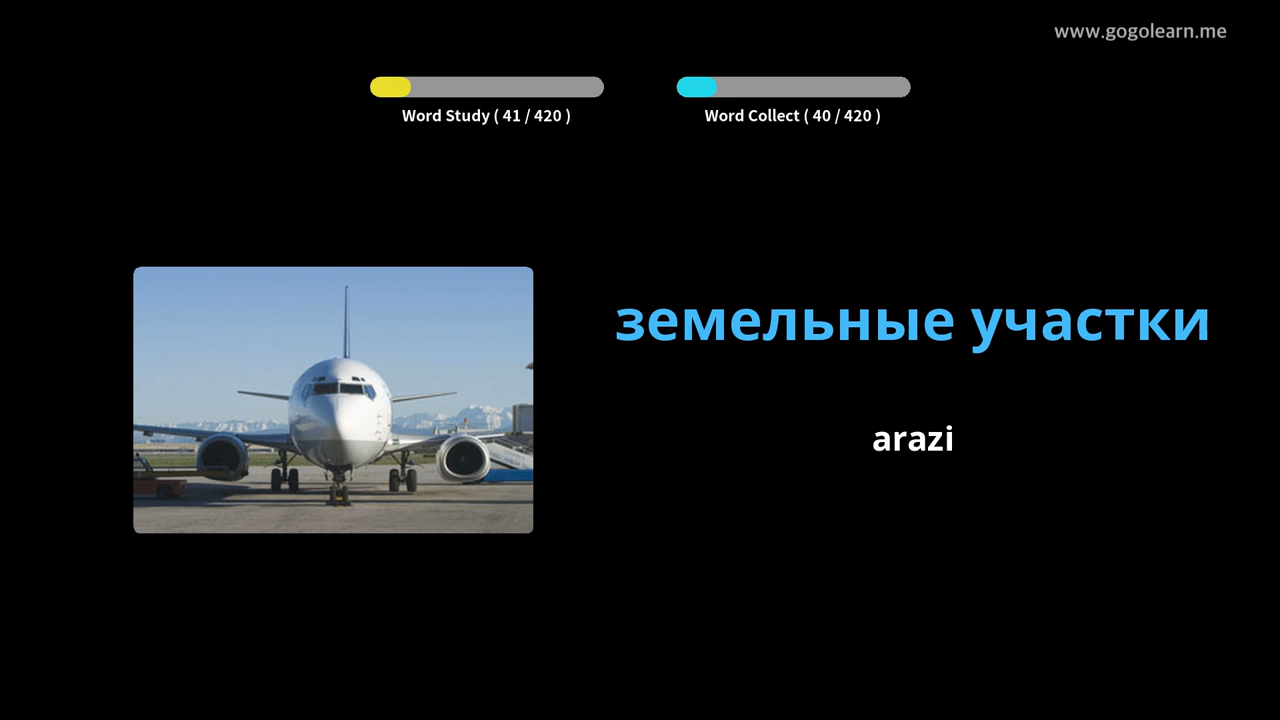 www.gogolearn.me
Word Study ( 41 / 420 )
Word Collect ( 40 / 420 )
земельные участки
arazi